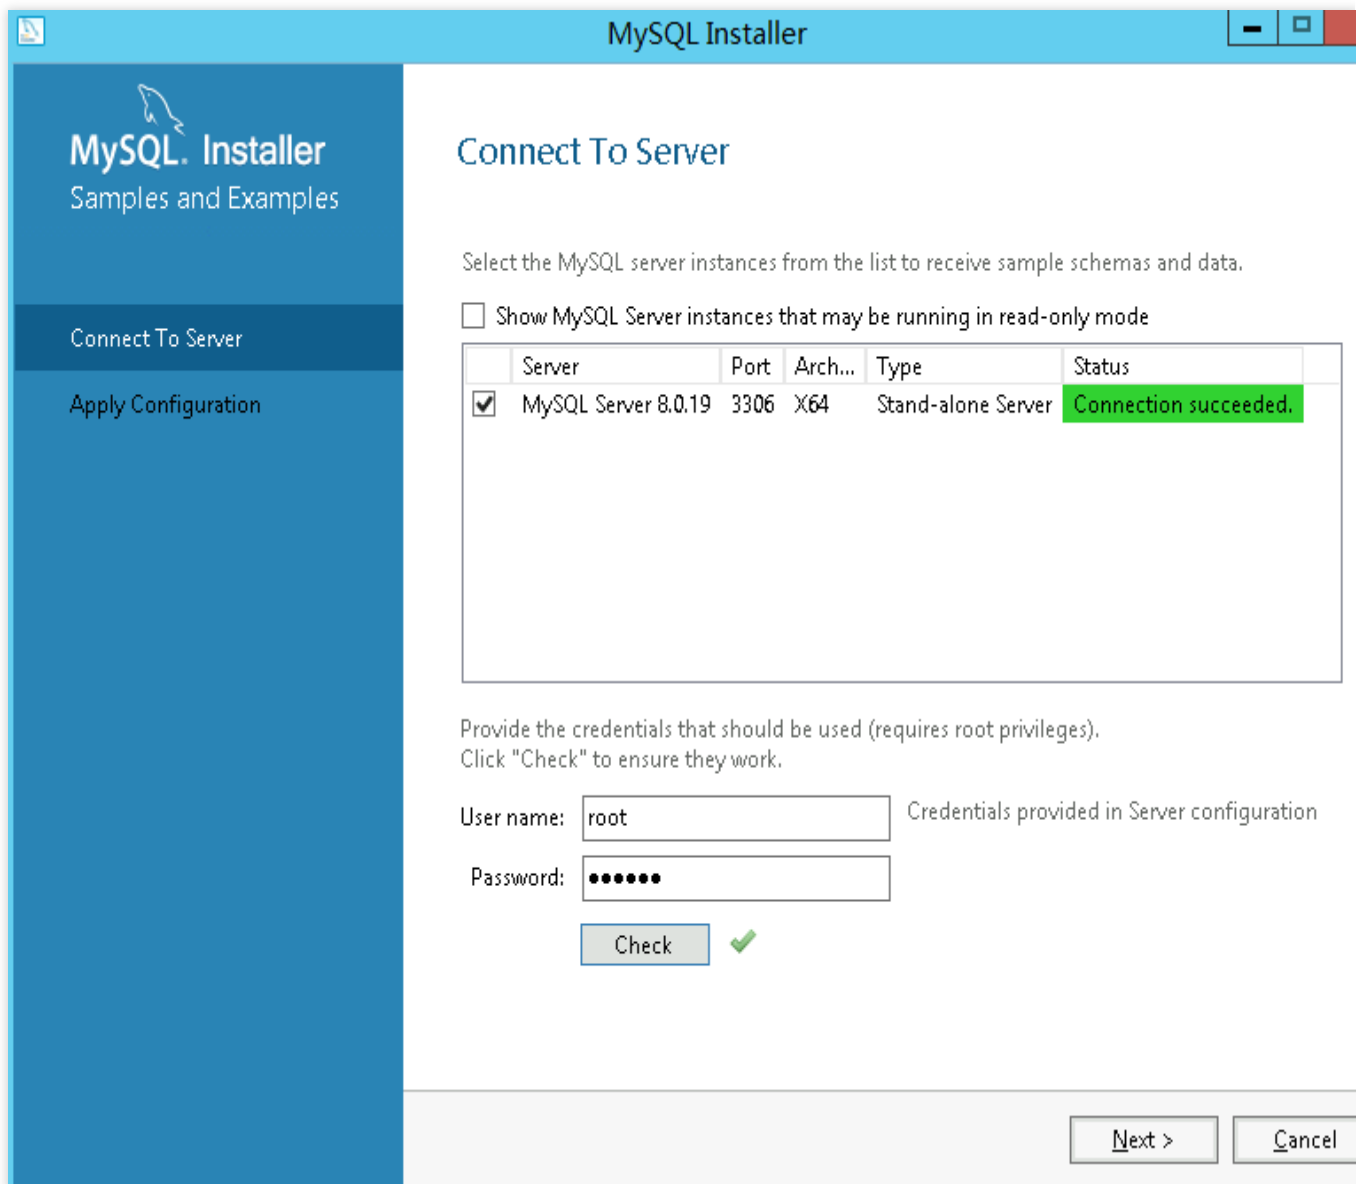 MySQL Installer
MySQL. Installer
Samples and Examples
Connect To Server
Apply Configuration
Connect To Server
Select the MySQL server instances from the list to receive sample schemas and data.
Show MySQL Server instances that may be running in read-only mode
Server Port Arch... Type Status
MySQL Server 8.0.19 3306 X64 Stand-alone Server Connection succeeded.
Provide the credentials that should be used (requires root privileges).
Click "Check" to ensure they work.
User name: root Credentials provided in Server configuration
Password: ●●●●●●
Check
Next > Cancel